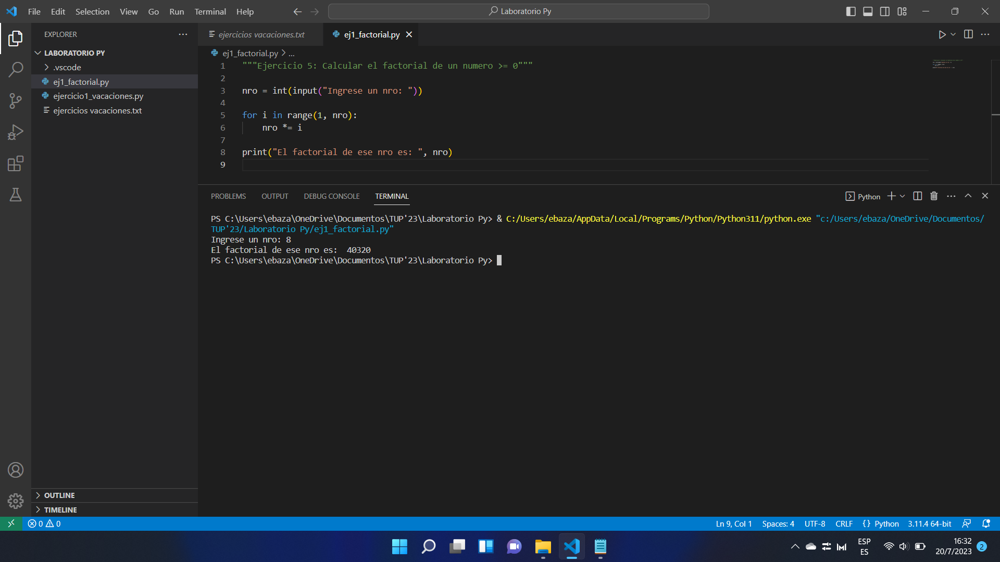 File Edit Selection View Go Run Terminal Help
Laboratorio Py
EXPLORER
ejercicios vacaciones.txt
ej1_factorial.py
LABORATORIO PY
.vscode
ej1_factorial.py
ejercicio1_vacaciones.py
ejercicios vacaciones.txt
ej1_factorial.py > ...
1 """Ejercicio 5: Calcular el factorial de un numero >= 0"""
2
3 nro = int(input("Ingrese un nro: "))
4
5 for i in range(1, nro):
6 nro *= i
7
8 print("El factorial de ese nro es: ", nro)
9
PROBLEMS OUTPUT DEBUG CONSOLE TERMINAL
Python
PS C:\Users\ebaza\OneDrive\Documentos\TUP'23\Laboratorio Py> & C:/Users/ebaza/AppData/Local/Programs/Python/Python311/python.exe "c:/Users/ebaza/OneDrive/Documentos/
TUP'23/Laboratorio Py/ej1_factorial.py"
Ingrese un nro: 8
El factorial de ese nro es:  40320
PS C:\Users\ebaza\OneDrive\Documentos\TUP'23\Laboratorio Py>
OUTLINE
TIMELINE
0 0
Ln 9, Col 1 Spaces: 4 UTF-8 CRLF {} Python 3.11.4 64-bit
ESP
ES
16:32
20/7/2023
2